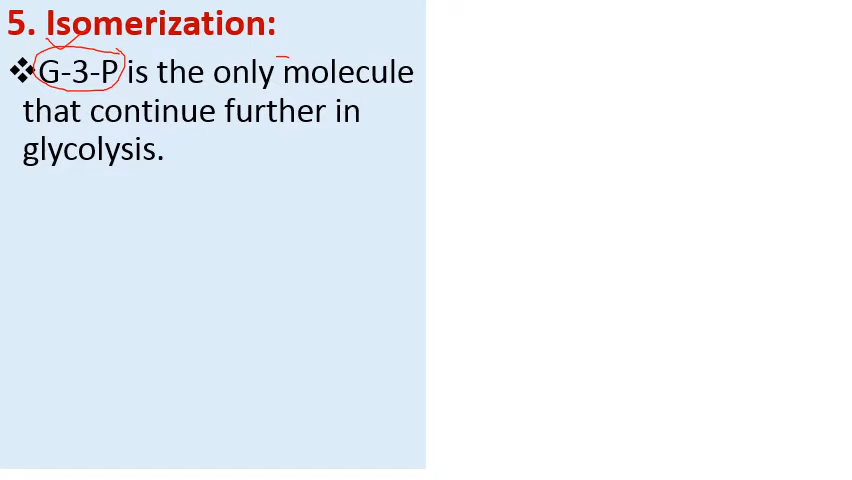 5. Isomerization:
❖G-3-P is the only molecule
that continue further in
glycolysis.